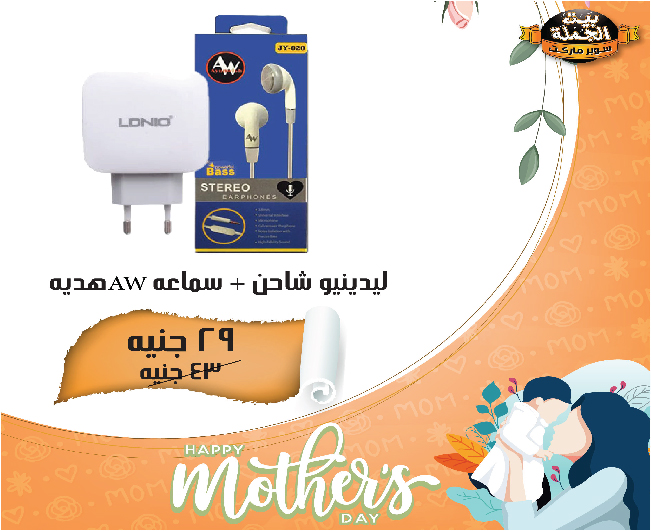 بيت
الجملة
سوبر ماركت
JY-020
AW
LDNIO
AW
Bass
STEREO
EARPHONES
ليدينيو شاحن + سماعه AWهديه
٢٩ جنيه
٤٣ جنيه
HAPPY
Mother's
DAY
MOM